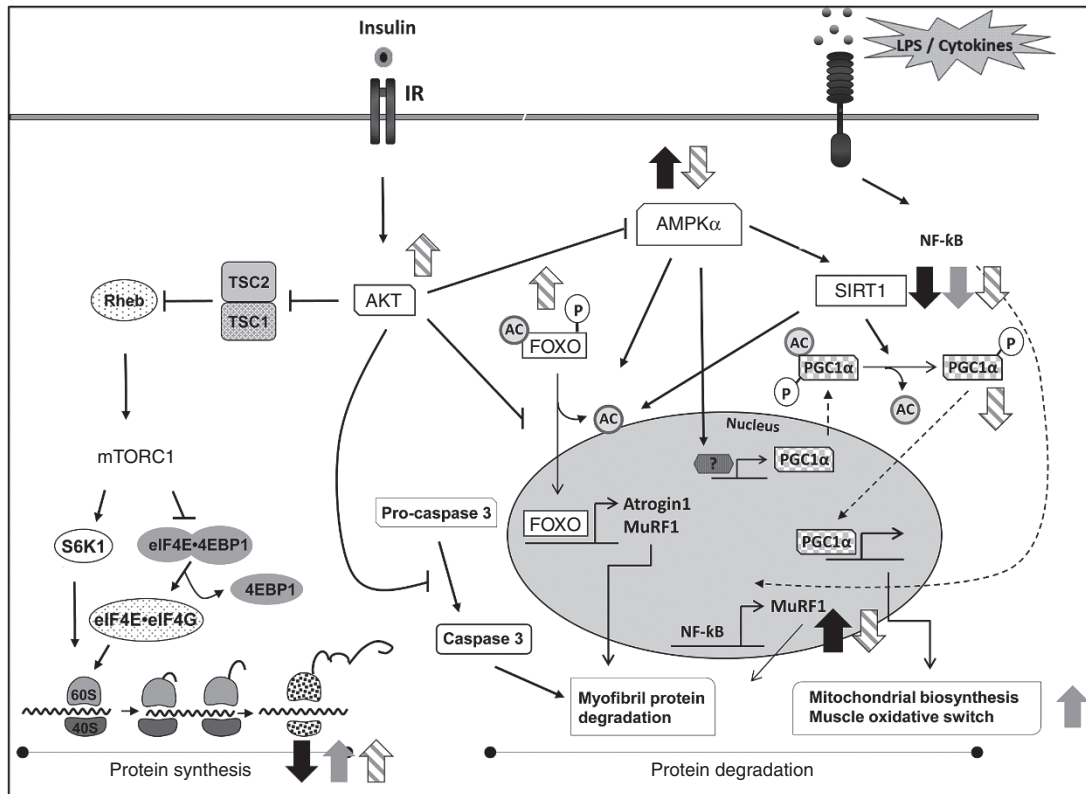 Insulin
IR
LPS / Cytokines
AMPKα
NF-kB
AKT
TSC2
TSC1
Rheb
SIRT1
AC
P
FOXO
AC
PGC1α
P
P
PGC1α
AC
AC
Nucleus
?
PGC1α
mTORC1
Pro-caspase 3
FOXO
Atrogin1
MuRF1
PGC1α
S6K1
eIF4E•4EBP1
4EBP1
eIF4E•eIF4G
Caspase 3
NF-kB
MuRF1
60S
40S
Myofibril protein
degradation
Mitochondrial biosynthesis
Muscle oxidative switch
Protein synthesis
Protein degradation